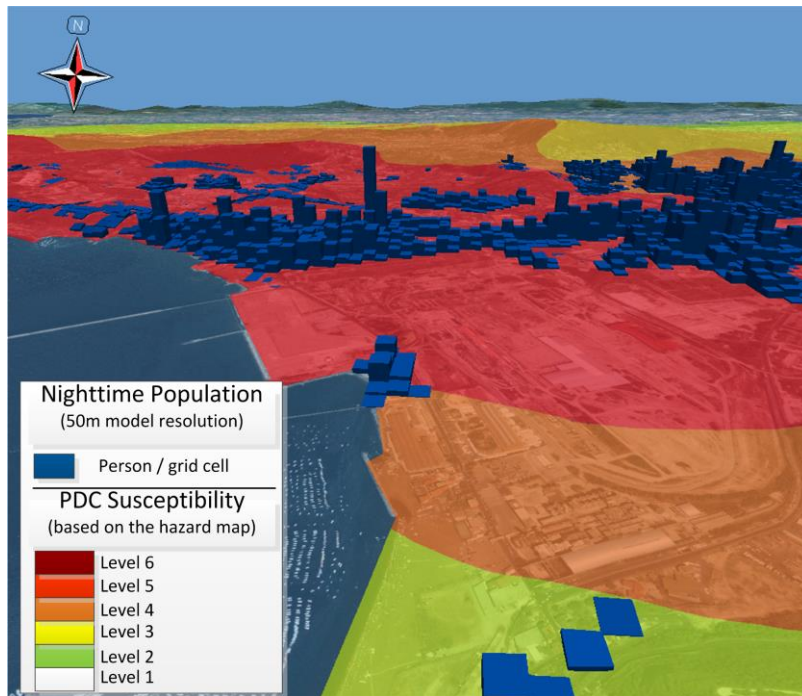 N
Nighttime Population
(50m model resolution)
Person / grid cell
PDC Susceptibility
(based on the hazard map)
Level 6
Level 5
Level 4
Level 3
Level 2
Level 1